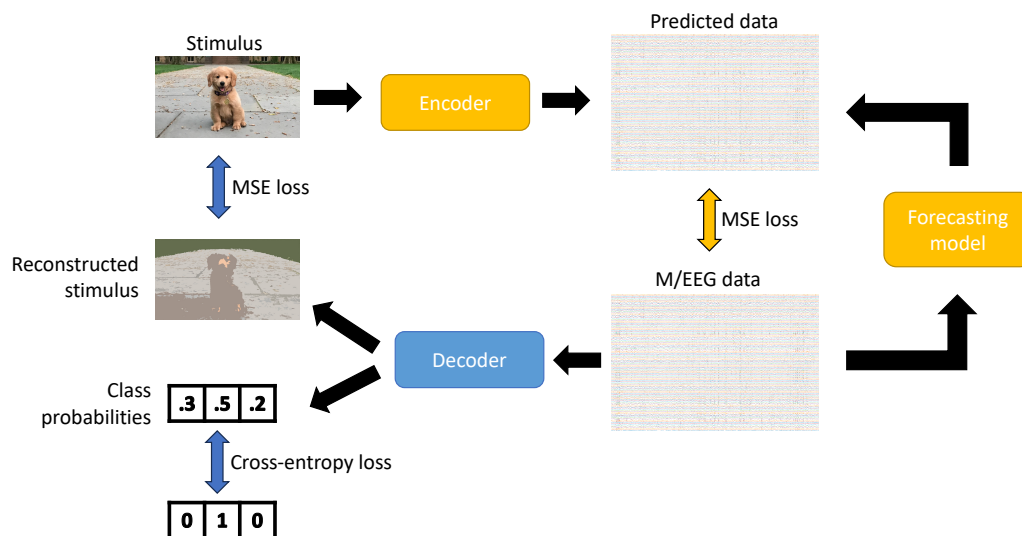 Stimulus
Predicted data
Encoder
MSE loss
MSE loss
Forecasting
model
Reconstructed
stimulus
M/EEG data
Decoder
Class
probabilities
.3 .5 .2
Cross-entropy loss
0 1 0